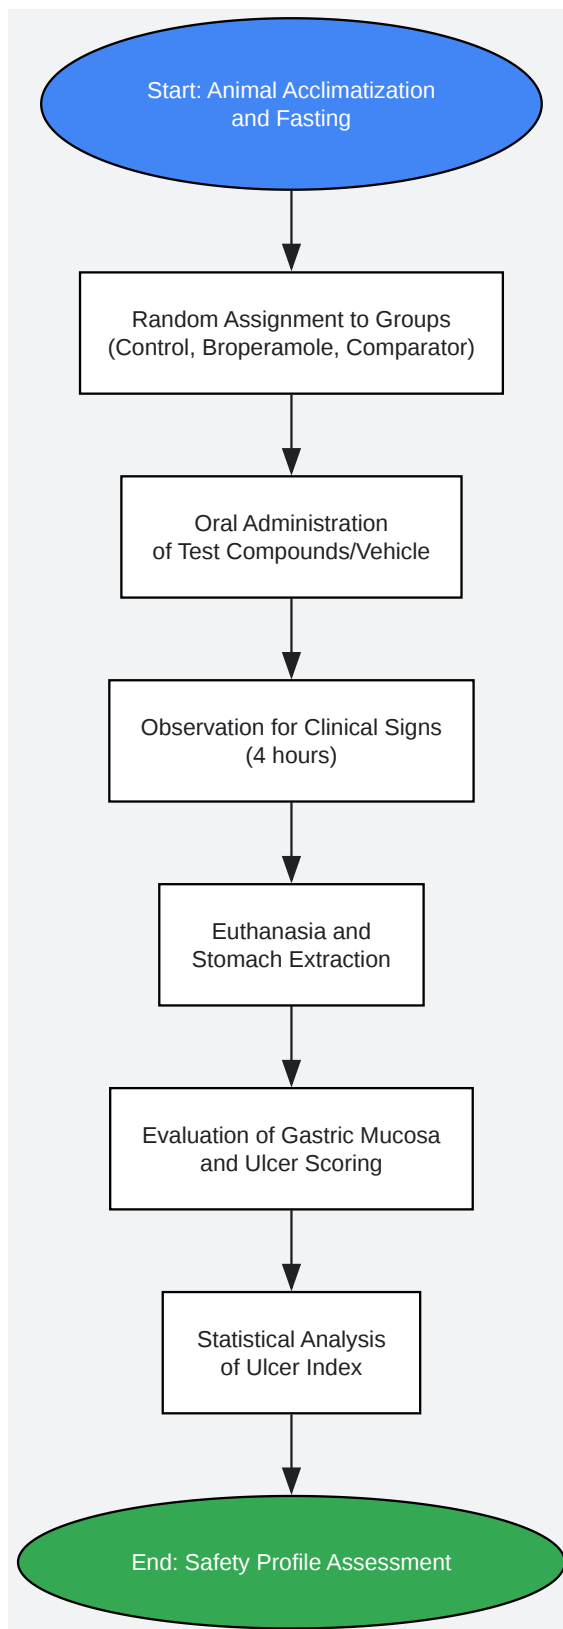 Start: Animal Acclimatization
and Fasting
Random Assignment to Groups
(Control, Broperamole, Comparator)
Oral Administration
of Test Compounds/Vehicle
Observation for Clinical Signs
(4 hours)
Euthanasia and
Stomach Extraction
Evaluation of Gastric Mucosa
and Ulcer Scoring
Statistical Analysis
of Ulcer Index
End: Safety Profile Assessment